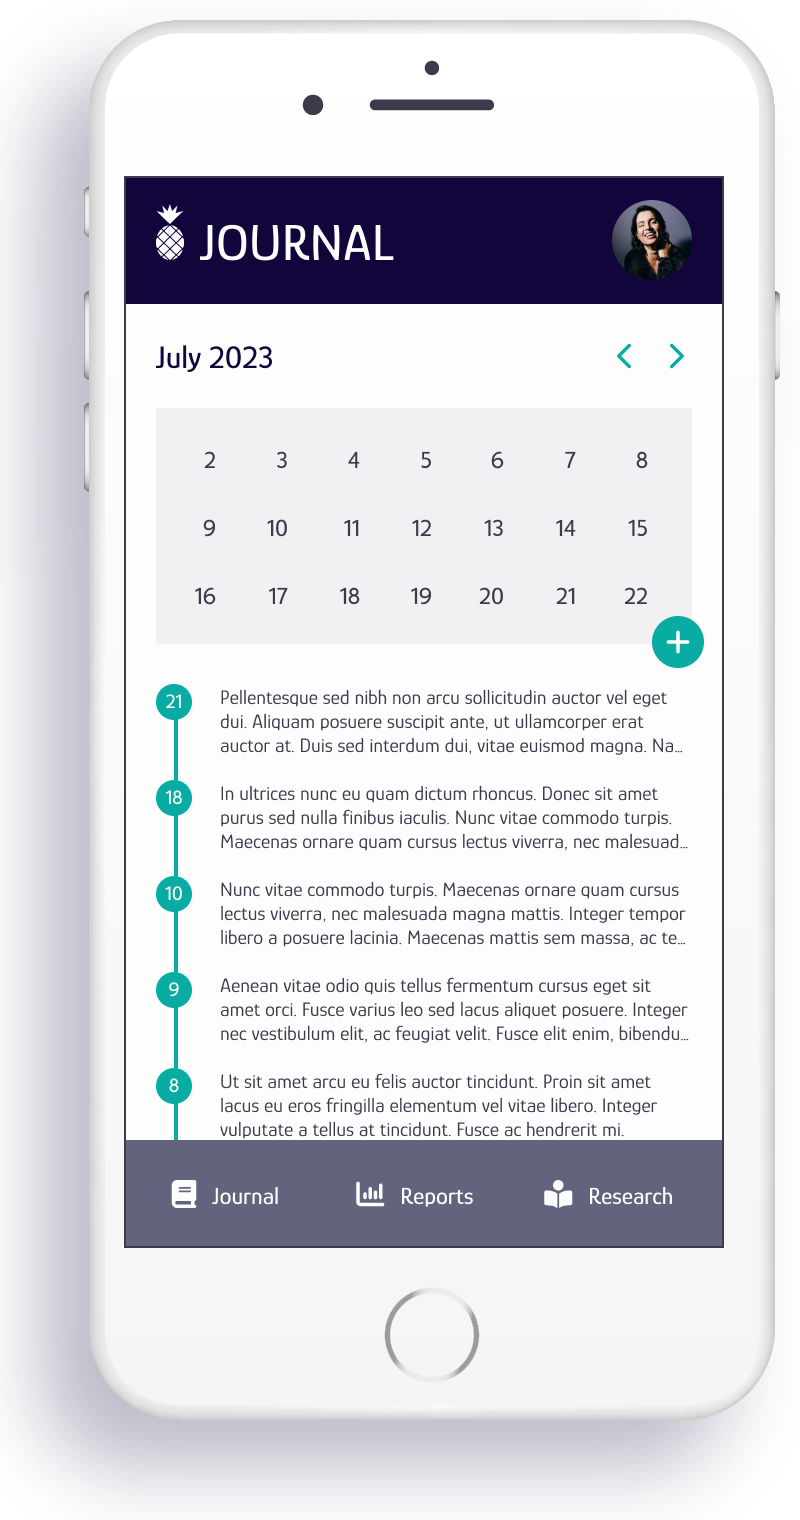 JOURNAL
July 2023
2 3 4 5 6 7 8
9 10 11 12 13 14 15
16 17 18 19 20 21 22
21
Pellentesque sed nibh non arcu sollicitudin auctor vel eget
dui. Aliquam posuere suscipit ante, ut ullamcorper erat
auctor at. Duis sed interdum dui, vitae euismod magna. Na...
18
In ultrices nunc eu quam dictum rhoncus. Donec sit amet
purus sed nulla finibus iaculis. Nunc vitae commodo turpis.
Maecenas ornare quam cursus lectus viverra, nec malesuad...
10
Nunc vitae commodo turpis. Maecenas ornare quam cursus
lectus viverra, nec malesuada magna mattis. Integer tempor
libero a posuere lacinia. Maecenas mattis sem massa, ac te...
9
Aenean vitae odio quis tellus fermentum cursus eget sit
amet orci. Fusce varius leo sed lacus aliquet posuere. Integer
nec vestibulum elit, ac feugiat velit. Fusce elit enim, bibendu...
8
Ut sit amet arcu eu felis auctor tincidunt. Proin sit amet
lacus eu eros fringilla elementum vel vitae libero. Integer
vulputate a tellus at tincidunt. Fusce ac hendrerit mi.
Journal Reports Research